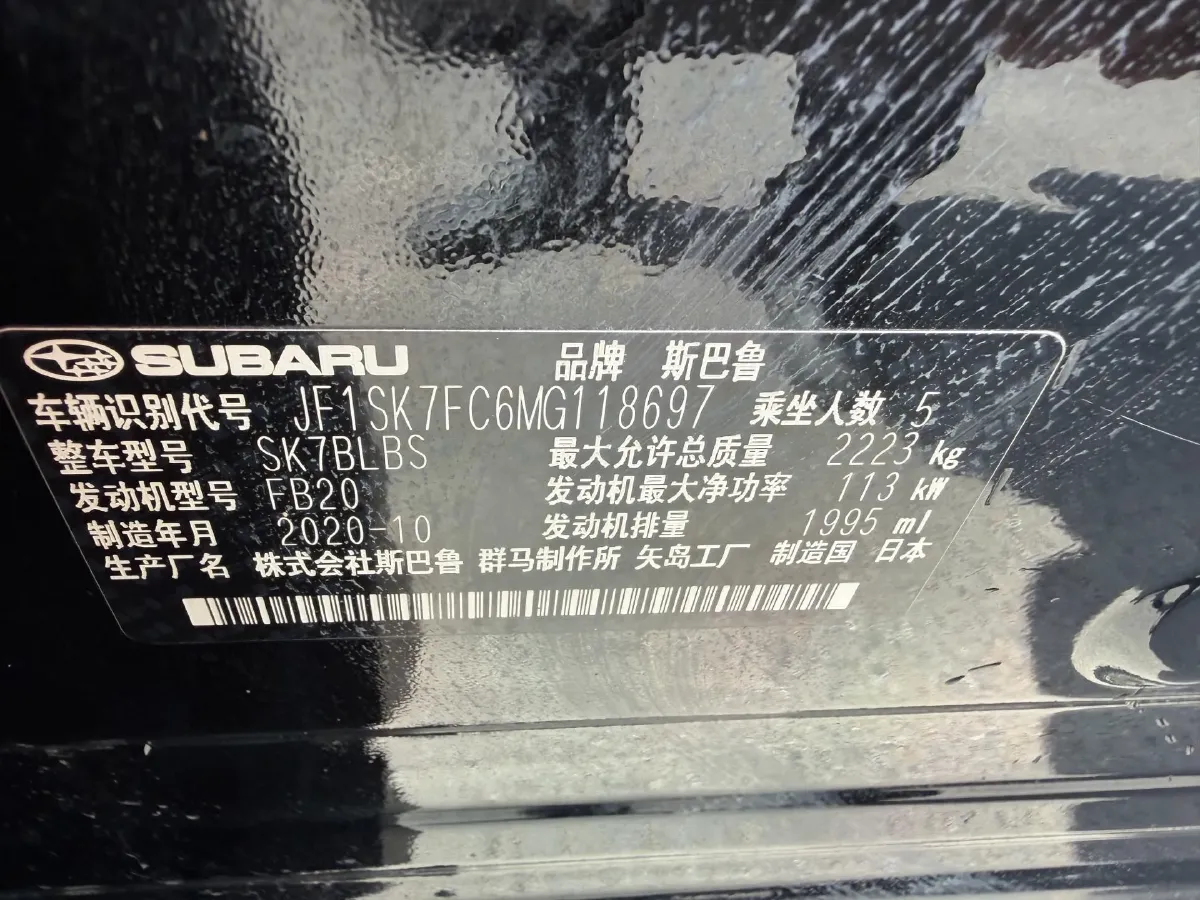 SUBARU 品牌 斯巴鲁
车辆识别代号 JF1SK7FC6MG118697 乘坐人数 5
整车型号 SK7BLBS 最大允许总质量 2223 kg
发动机型号 FB20 发动机最大净功率 113 kW
制造年月 2020-10 发动机排量 1995 ml
生产厂名 株式会社斯巴鲁 群马制作所 矢岛工厂 制造国 日本